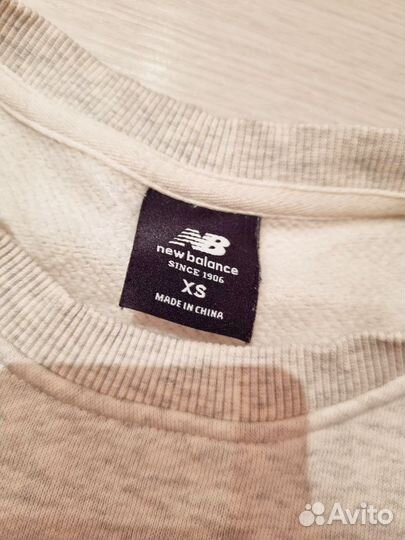 NB
new balance
SINCE 1906
XS
MADE IN CHINA
Avito